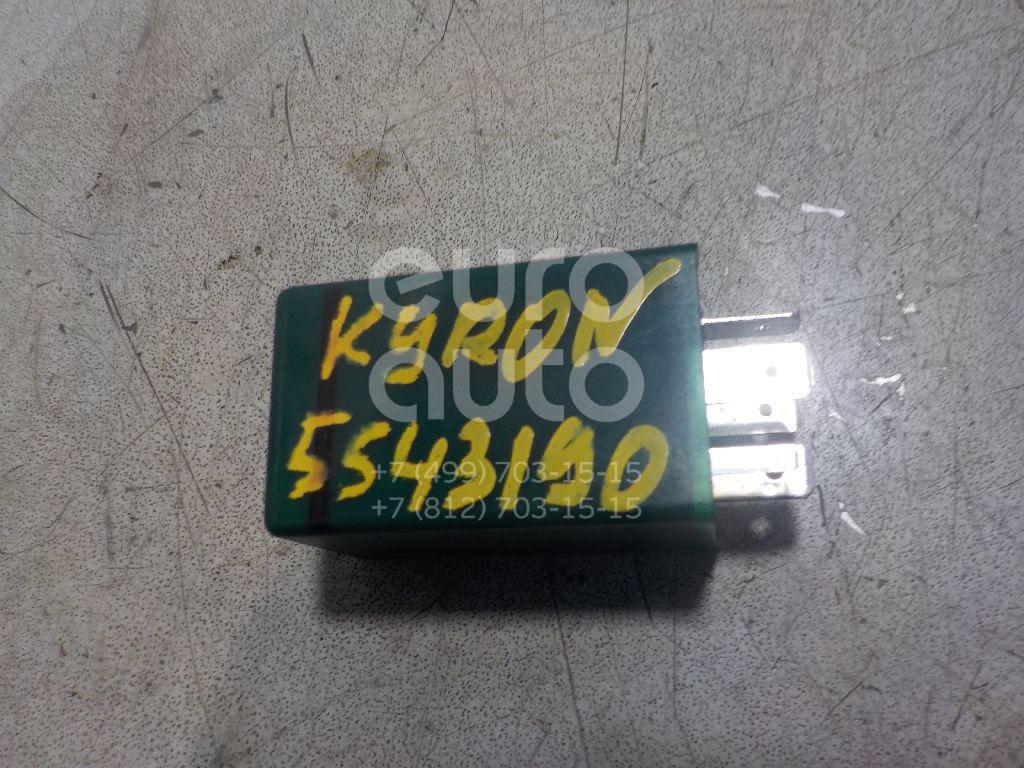 KYRON
5543190
euro
auto
+7 (499) 703-15-15
+7 (812) 703-15-15